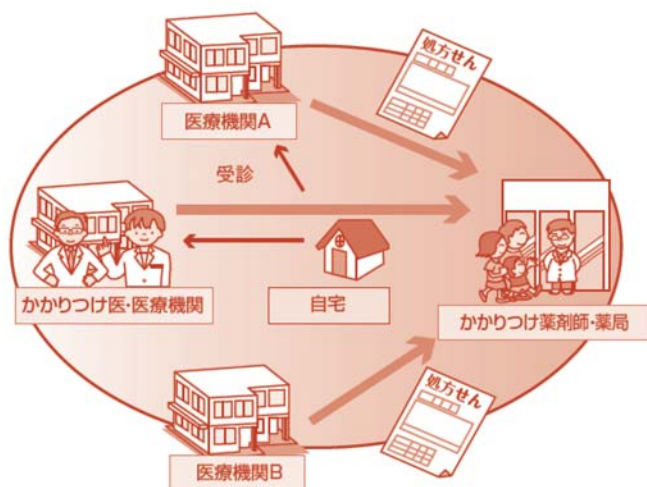 処方せん
医療機関A
受診
かかりつけ医・医療機関
自宅
かかりつけ薬剤師・薬局
処方せん
医療機関B